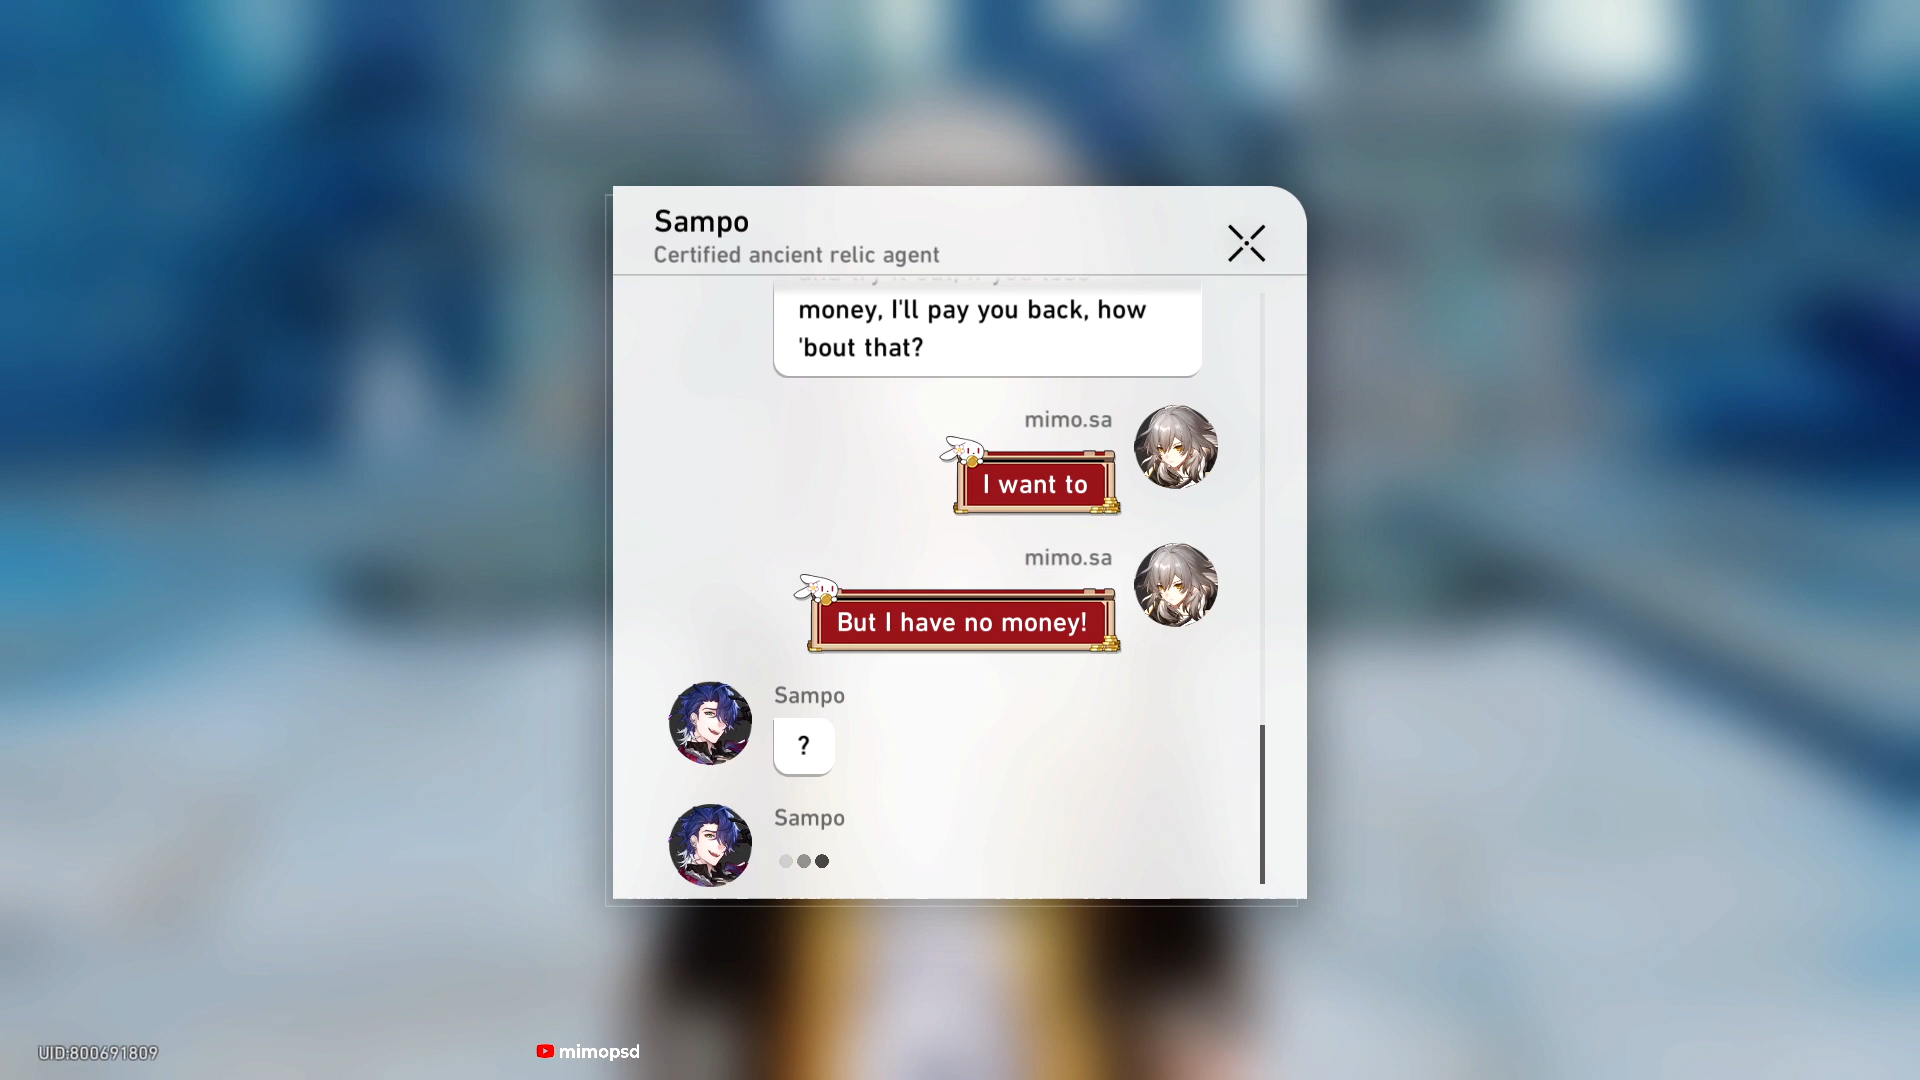 Sampo
Certified ancient relic agent
money, I'll pay you back, how
'bout that?
mimo.sa
I want to
mimo.sa
But I have no money!
Sampo
?
Sampo
UID:800691809
mimopsd